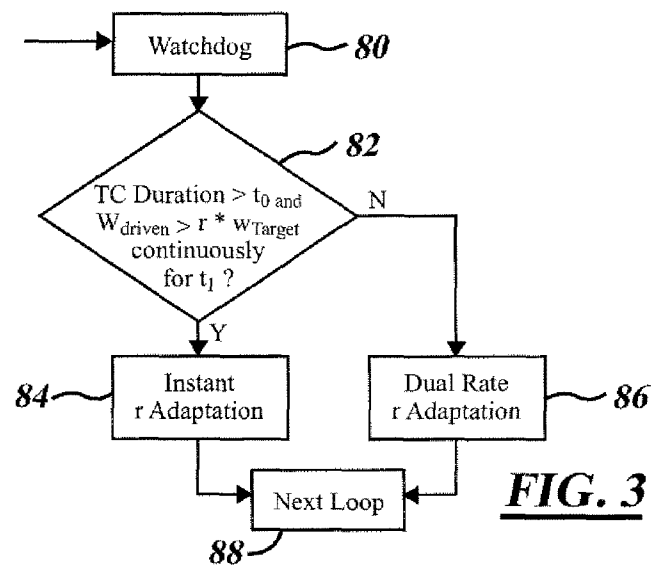 Watchdog
80
82
TC Duration > t0 and
Wdriven > r * wTarget
continuously
for t1 ?
N
Y
84
Instant
r Adaptation
Dual Rate
r Adaptation
86
Next Loop
88
FIG. 3